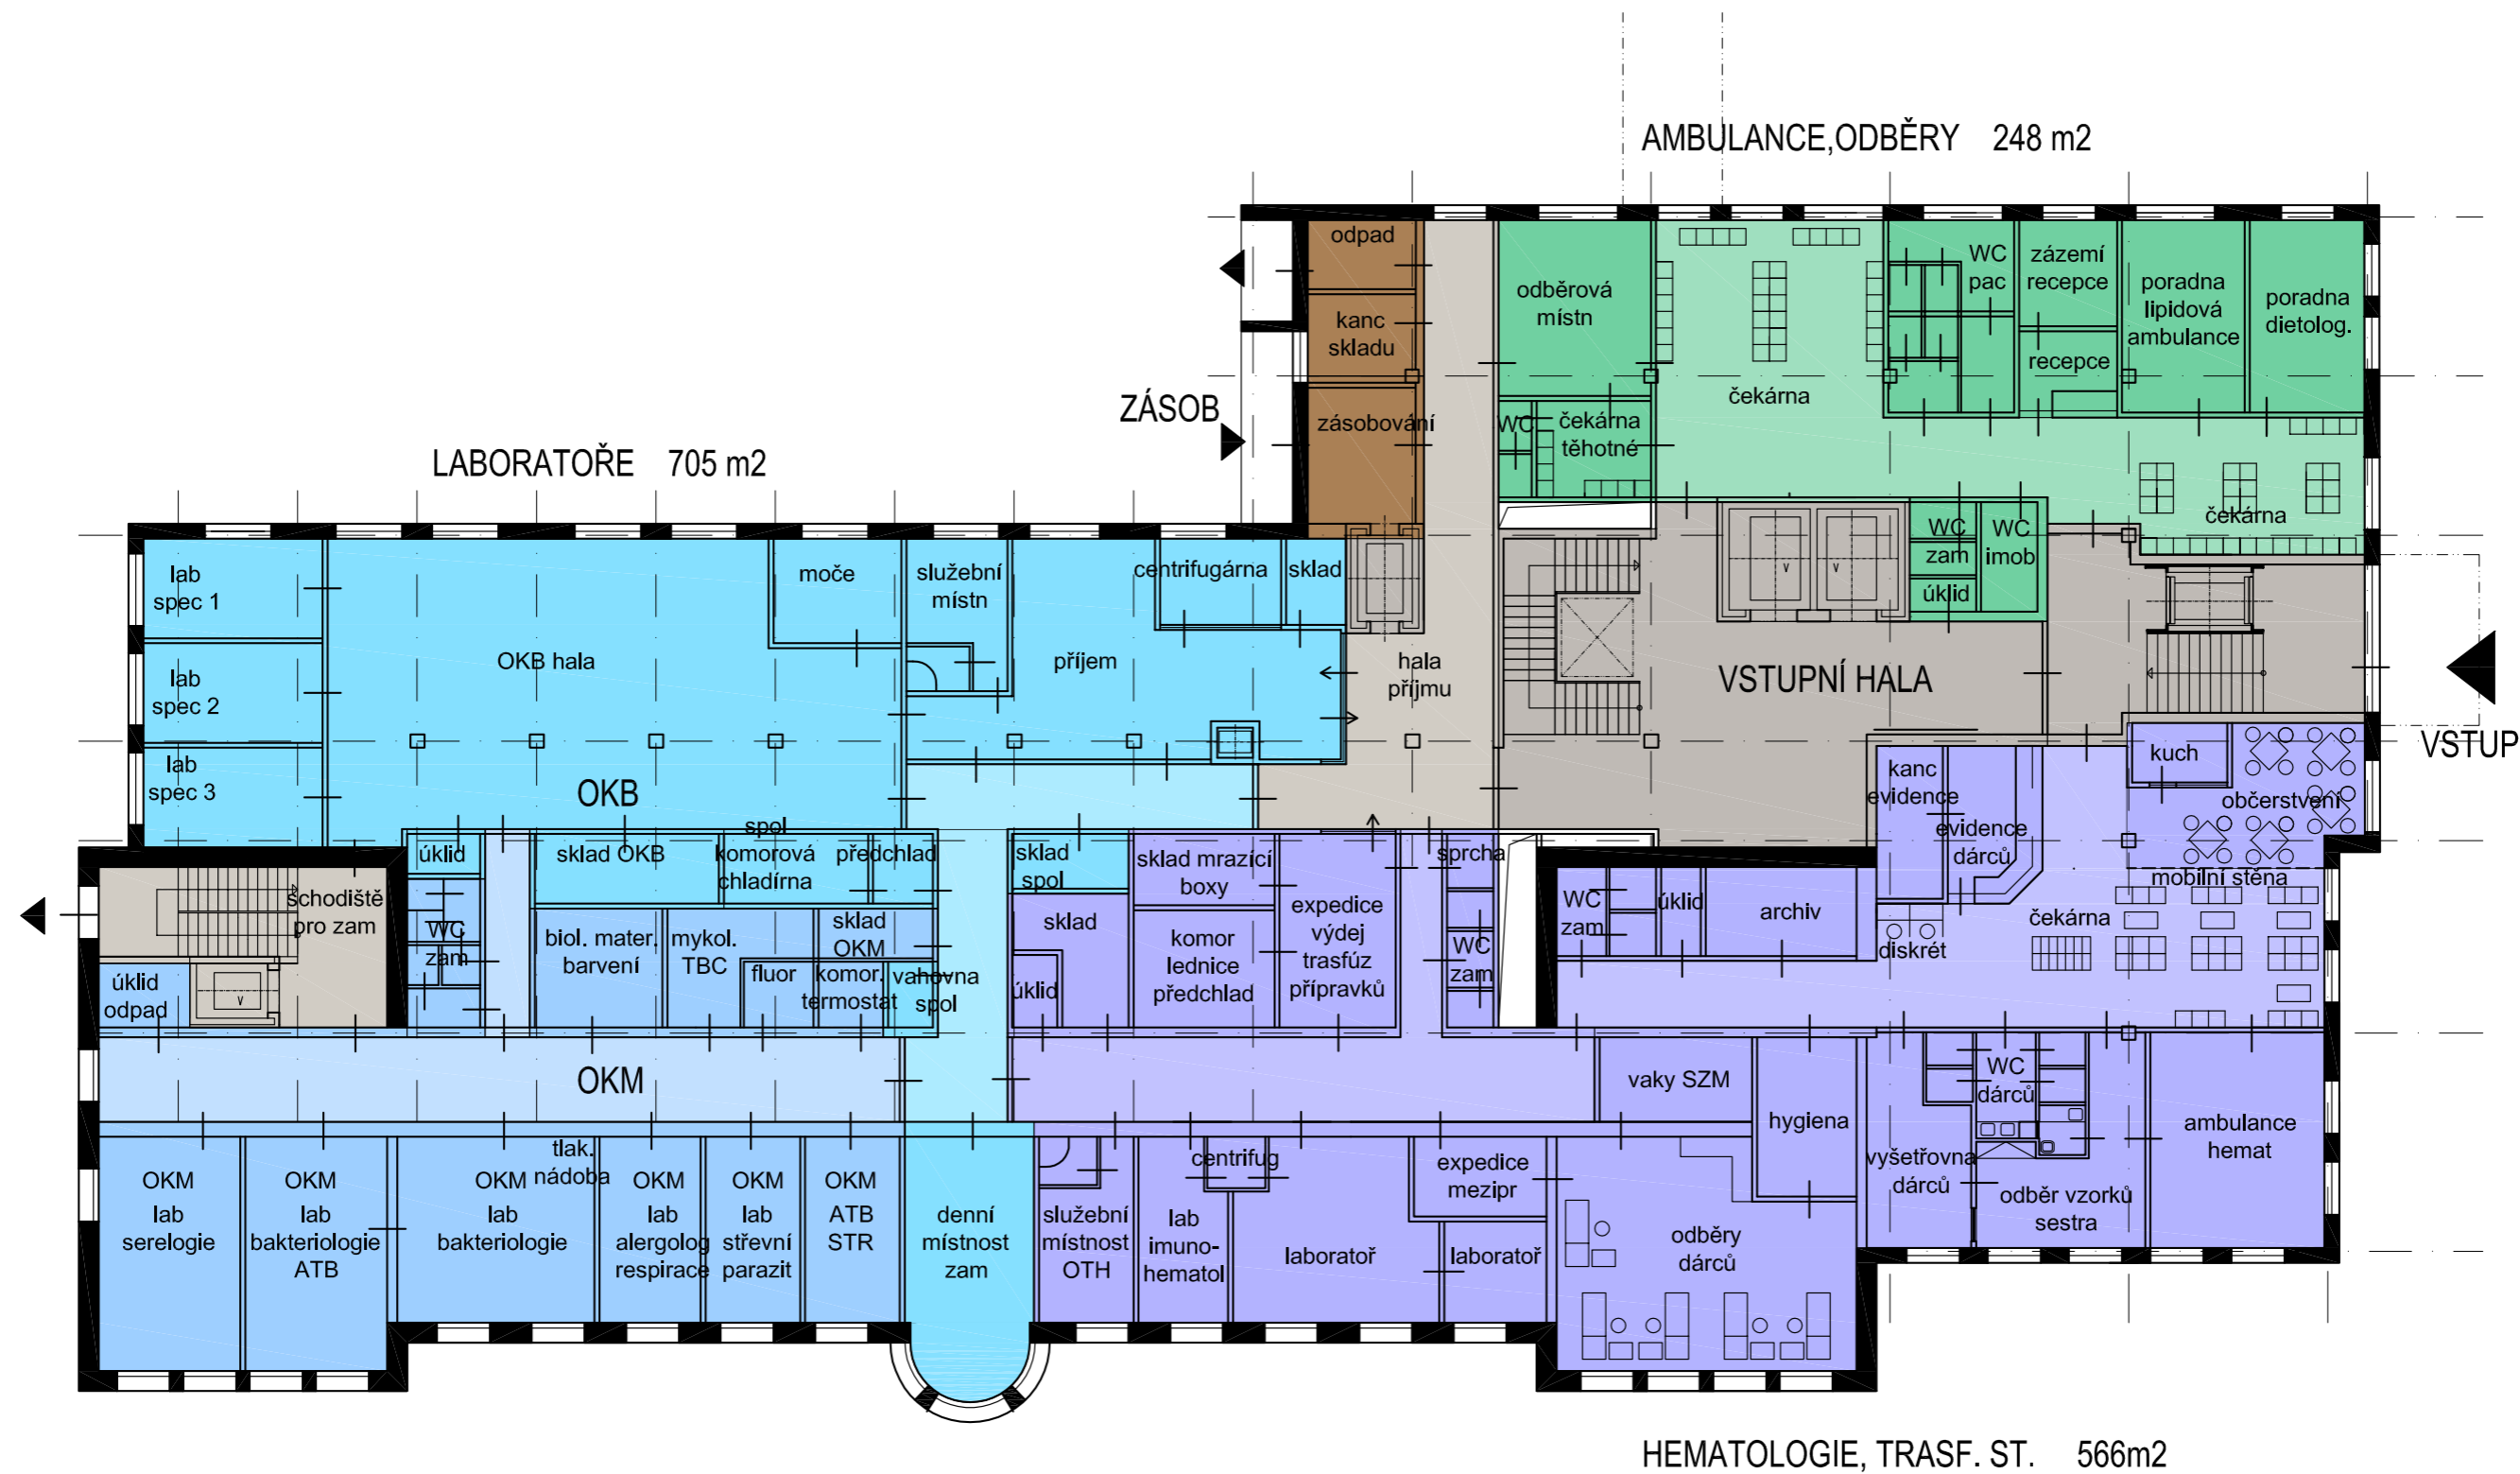 AMBULANCE,ODBĚRY 248 m2
odpad
kanc
skladu
zásobování
ZÁSOB
odběrová
místn
WC
čekárna
těhotné
čekárna
WC
pac
zázemí
recepce
recepce
poradna
lipidová
ambulance
poradna
dietolog.
čekárna
WC
zam
WC
imob
úklid
LABORATOŘE 705 m2
lab
spec 1
lab
spec 2
lab
spec 3
OKB hala
moče
služební
místn
centrifugárna
sklad
příjem
hala
příjmu
VSTUPNÍ HALA
VSTUP
OKB
kuch
občerstvení
kanc
evidence
evidence
dárců
mobilní stěna
čekárna
diskrét
úklid
sklad OKB
spol
komorová
chladírna
předchlad
sklad
spol
sklad mrazící
boxy
sprcha
schodiště
pro zam
WC
zam
biol. mater.
barvení
mykol.
TBC
sklad
OKM
fluor
komor.
termostat
vahovna
spol
sklad
úklid
komor
lednice
předchlad
expedice
výdej
trasfúz
přípravků
WC
zam
WC
zam
úklid
archiv
úklid
odpad
OKM
vaky SZM
hygiena
WC
dárců
vyšetřovna
dárců
odběr vzorků
sestra
ambulance
hemat
OKM
lab
serelogie
OKM
lab
bakteriologie
ATB
OKM
lab
bakteriologie
tlak.
nádoba
OKM
lab
alergolog
respirace
OKM
lab
střevní
parazit
OKM
ATB
STR
denní
místnost
zam
služební
místnost
OTH
lab
imuno-
hematol
centrifug
laboratoř
expedice
mezipr
laboratoř
odběry
dárců
HEMATOLOGIE, TRASF. ST. 566m2